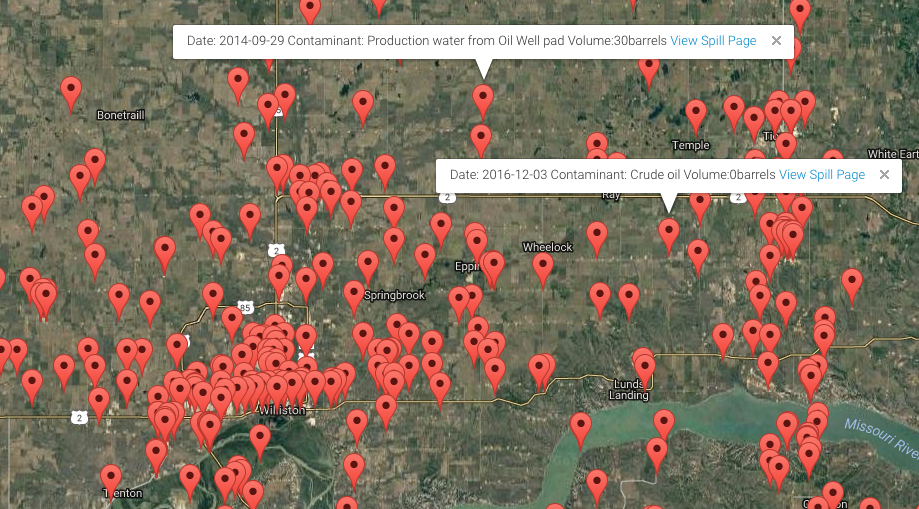 Date: 2014-09-29 Contaminant: Production water from Oil Well pad Volume:30barrels View Spill Page ×
Bonetraill
Temple
White Eart
Date: 2016-12-03 Contaminant: Crude oil Volume:0barrels View Spill Page ×
Ray
2
2
2
Wheelock
Springbrook
85
Lunds
Landing
Williston
2
Missouri River
Trenton